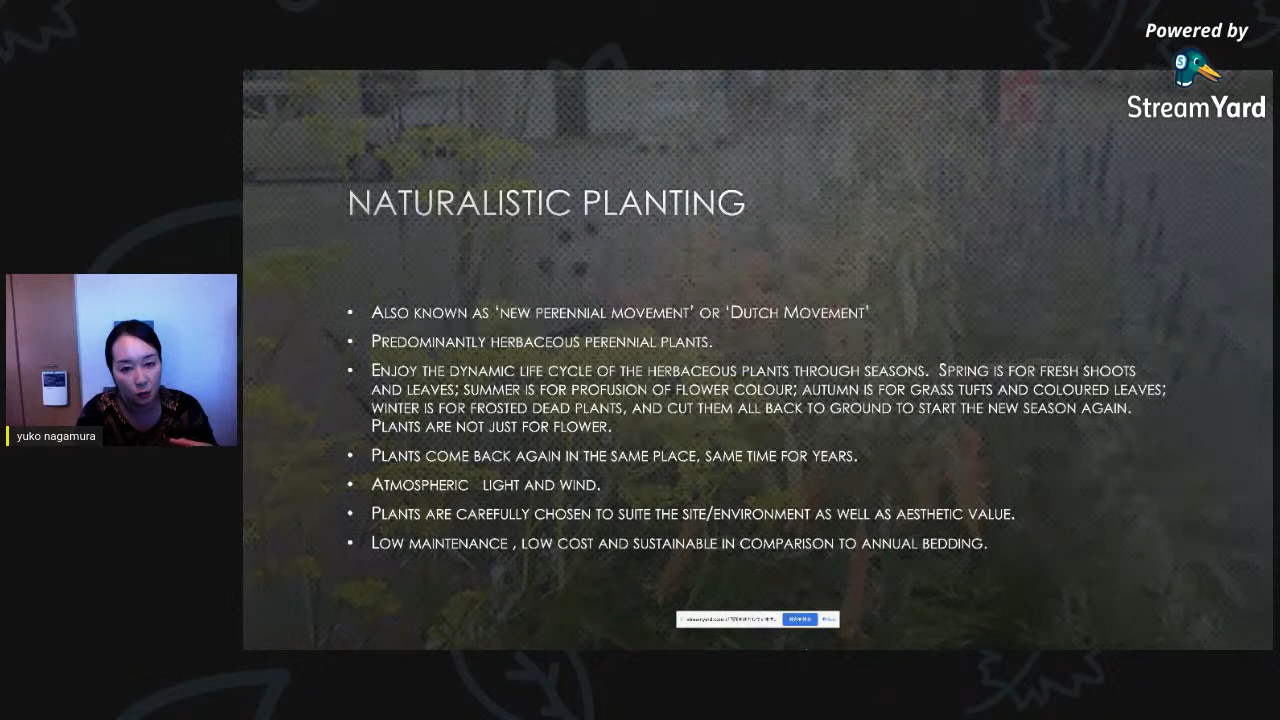 Powered by
StreamYard
NATURALISTIC PLANTING
• ALSO KNOWN AS ‘NEW PERENNIAL MOVEMENT’ OR ‘DUTCH MOVEMENT’
• PREDOMINANTLY HERBACEOUS PERENNIAL PLANTS.
• ENJOY THE DYNAMIC LIFE CYCLE OF THE HERBACEOUS PLANTS THROUGH SEASONS. SPRING IS FOR FRESH SHOOTS
AND LEAVES; SUMMER IS FOR PROFUSION OF FLOWER COLOUR; AUTUMN IS FOR GRASS TUFTS AND COLOURED LEAVES;
WINTER IS FOR FROSTED DEAD PLANTS, AND CUT THEM ALL BACK TO GROUND TO START THE NEW SEASON AGAIN.
PLANTS ARE NOT JUST FOR FLOWER.
• PLANTS COME BACK AGAIN IN THE SAME PLACE, SAME TIME FOR YEARS.
• ATMOSPHERIC LIGHT AND WIND.
• PLANTS ARE CAREFULLY CHOSEN TO SUITE THE SITE/ENVIRONMENT AS WELL AS AESTHETIC VALUE.
• LOW MAINTENANCE , LOW COST AND SUSTAINABLE IN COMPARISON TO ANNUAL BEDDING.
yuko nagamura